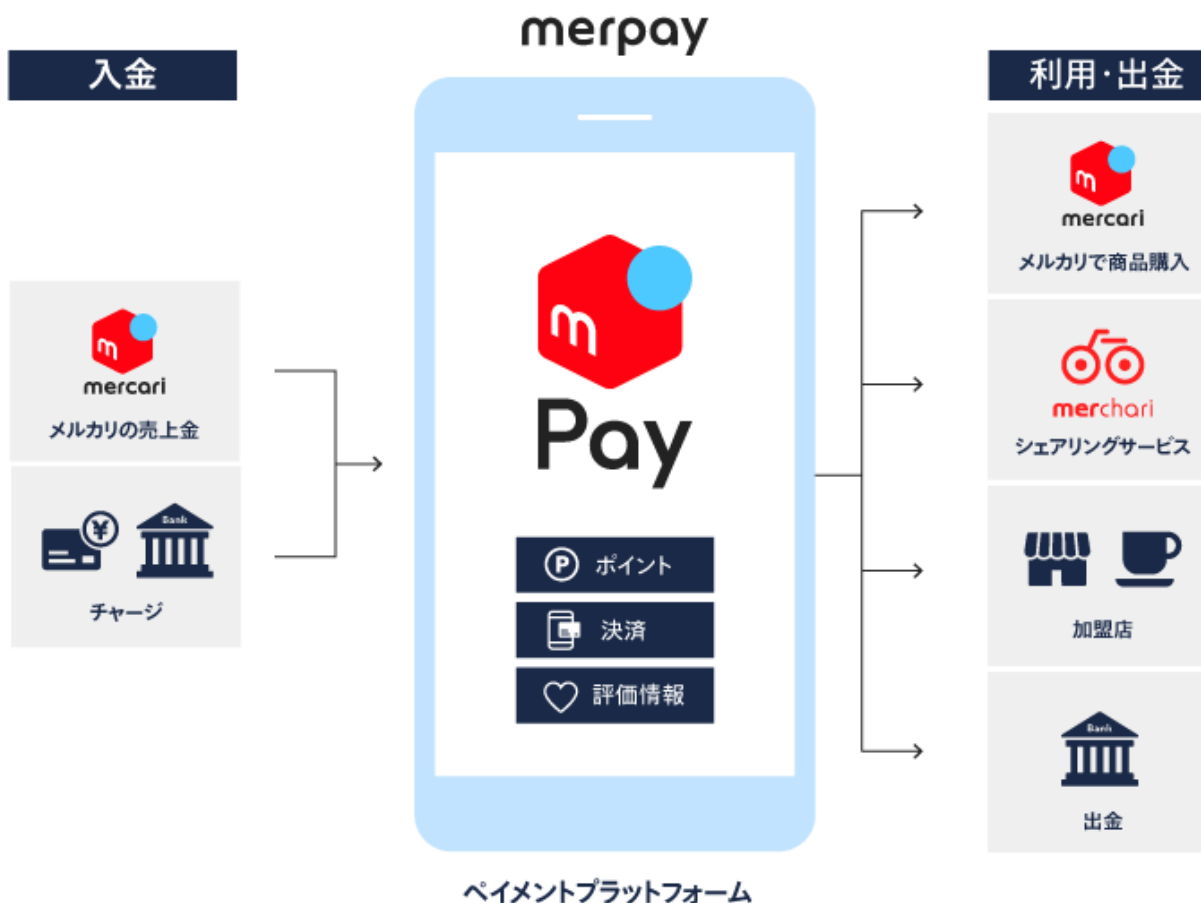 merpay
入金
m
mercari
メルカリの売上金
¥
Bank
チャージ
m
Pay
P ポイント
決済
評価情報
ペイメントプラットフォーム
利用・出金
m
mercari
メルカリで商品購入
merchari
シェアリングサービス
加盟店
Bank
出金